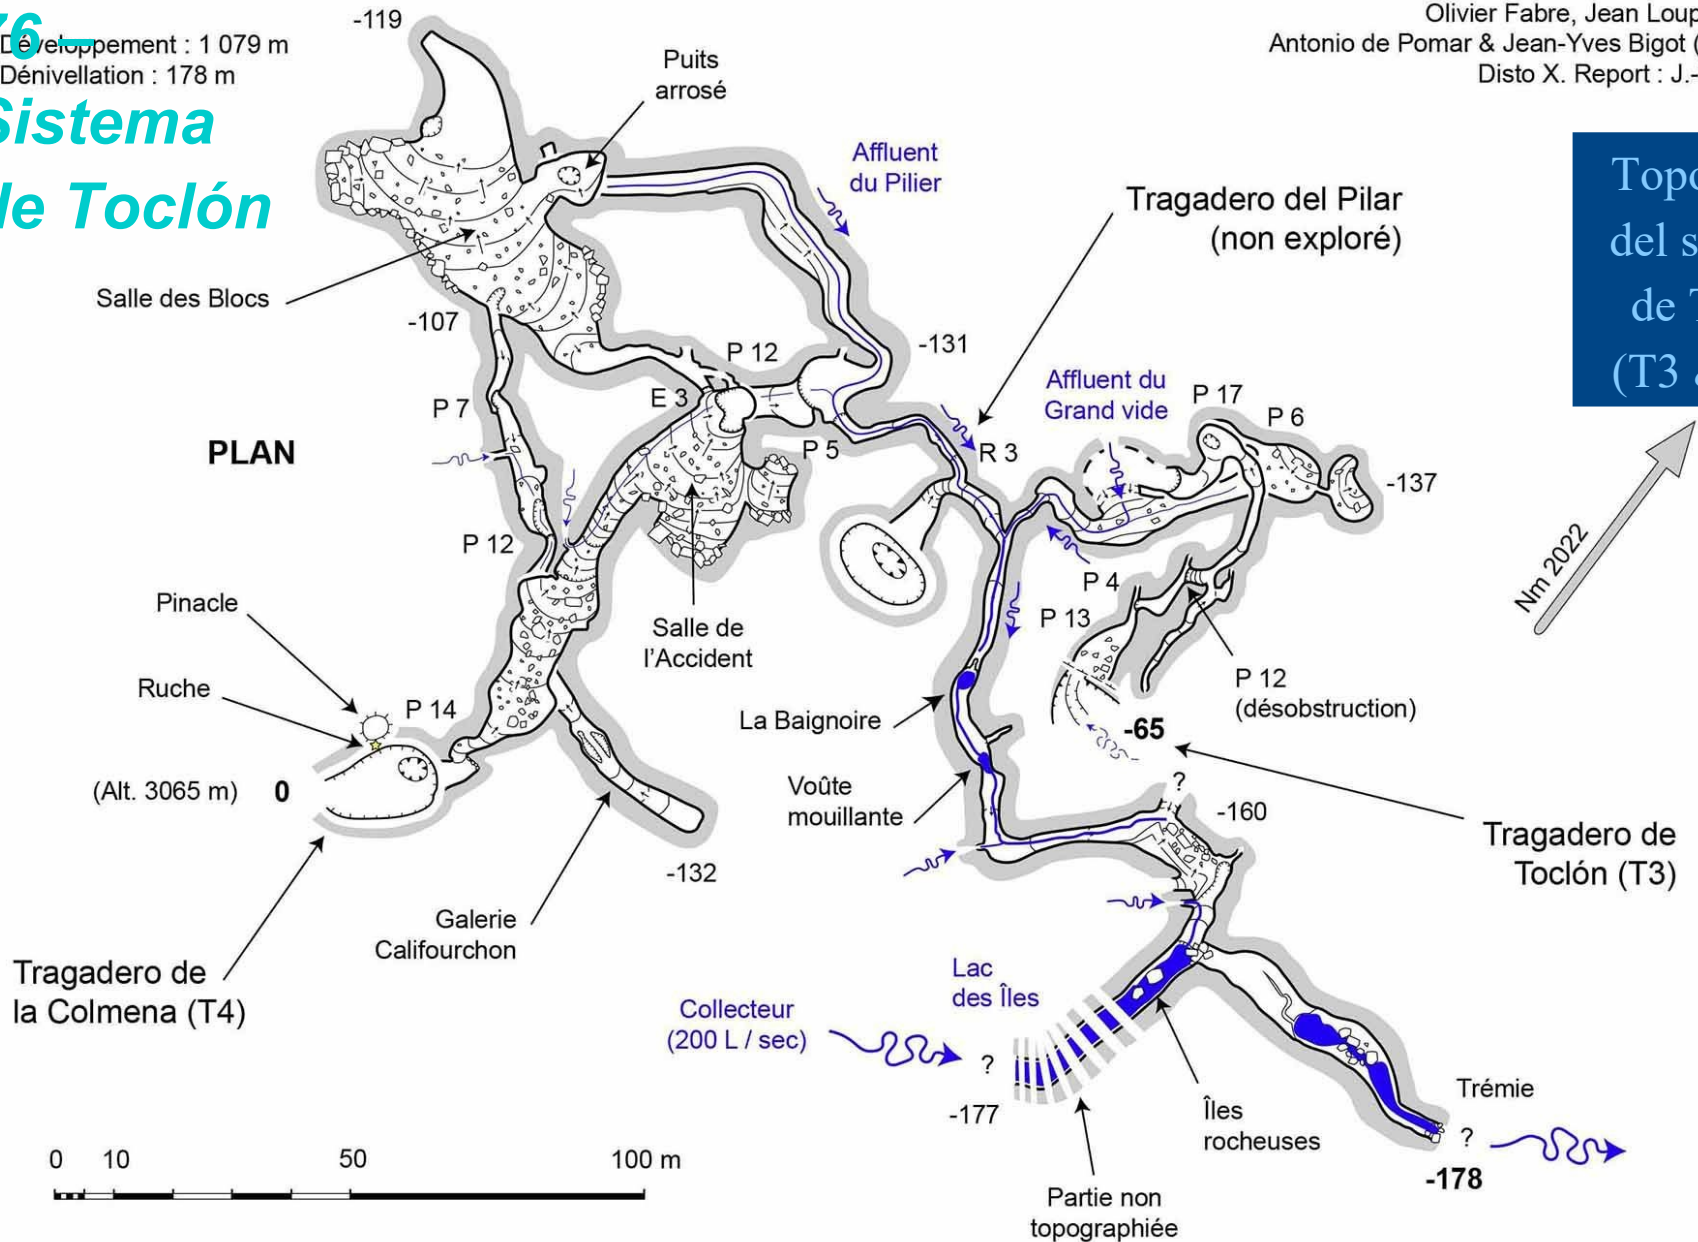 76 –
Sistema
de Toclón
Développement : 1 079 m
Dénivellation : 178 m
Olivier Fabre, Jean Loup
Antonio de Pomar & Jean-Yves Bigot (
Disto X. Report : J.-
del s
de T
(T3 &
-119
Puits
arrosé
Affluent
du Pilier
Tragadero del Pilar
(non exploré)
Salle des Blocs
-107
-131
P 12
E 3
P 7
P 5
PLAN
R 3
Affluent du
Grand vide
P 17
P 6
-137
Nm 2022
P 12
P 4
P 13
Salle de
l'Accident
P 12
(désobstruction)
-65
Pinacle
Ruche
P 14
(Alt. 3065 m) 0
La Baignoire
Voûte
mouillante
?
-160
Tragadero de
Toclón (T3)
-132
Galerie
Califourchon
Tragadero de
la Colmena (T4)
Collecteur
(200 L / sec)
Lac
des Îles
?
-177
Îles
rocheuses
Trémie
?
-178
Partie non
topographiée
0 10 50 100 m